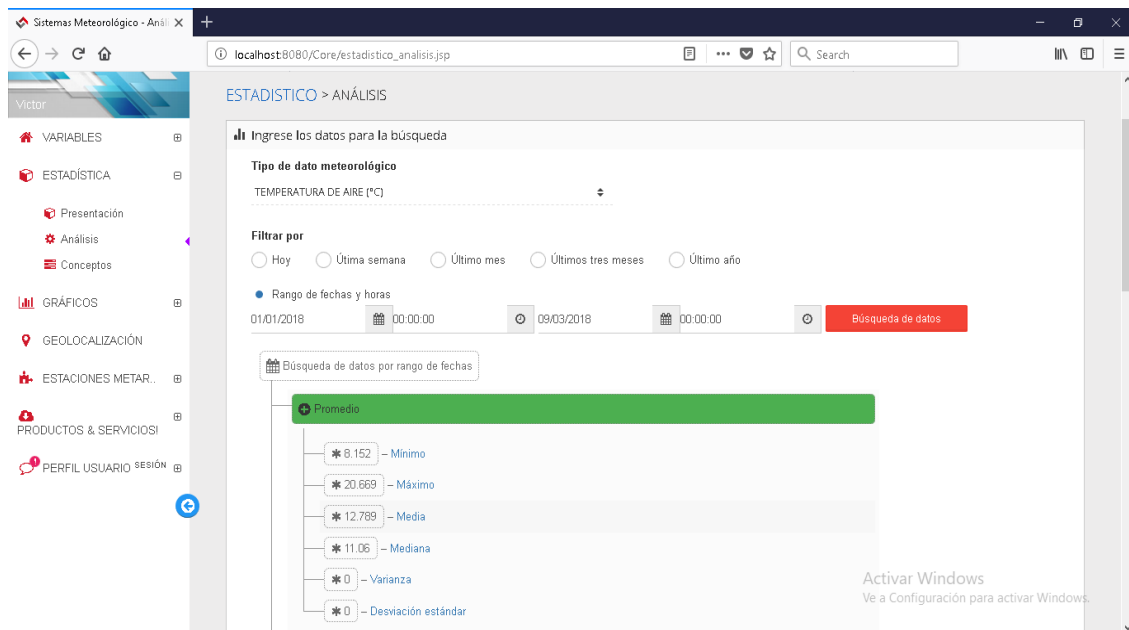 Sistemas Meteorológico - Análi
localhost:8080/Core/estadistico_analisis.jsp
Search
Victor
VARIABLES
ESTADÍSTICA
Presentación
Análisis
Conceptos
GRÁFICOS
GEOLOCALIZACIÓN
ESTACIONES METAR..
PRODUCTOS & SERVICIOS!
1
PERFIL USUARIO SESIÓN
ESTADISTICO > ANÁLISIS
Ingrese los datos para la búsqueda
Tipo de dato meteorológico
TEMPERATURA DE AIRE [°C]
Filtrar por
Hoy Útima semana Último mes Últimos tres meses Último año
Rango de fechas y horas
01/01/2018 00:00:00 09/03/2018 00:00:00 Búsqueda de datos
Búsqueda de datos por rango de fechas
Promedio
8.152 – Mínimo
20.669 – Máximo
12.789 – Media
11.06 – Mediana
0 – Varianza
0 – Desviación estándar
Activar Windows
Ve a Configuración para activar Windows.